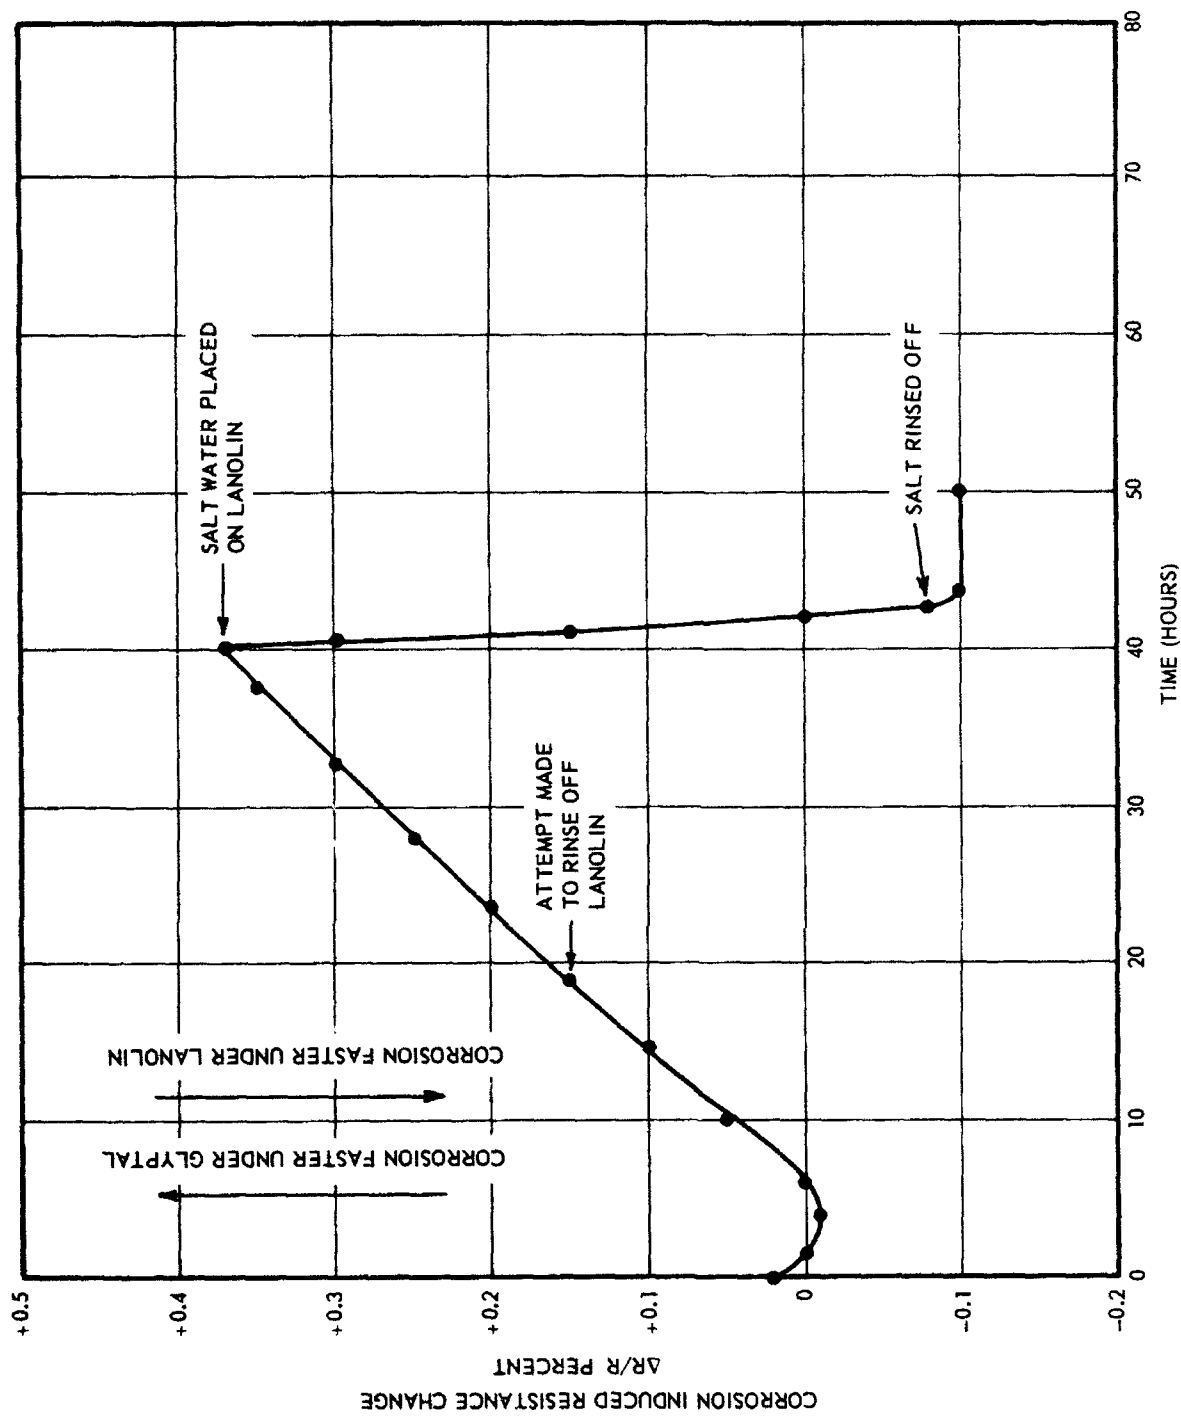 +0.5
+0.4
+0.3
+0.2
+0.1
0
-0.1
-0.2
CORROSION INDUCED RESISTANCE CHANGE
ΔR/R PERCENT
CORROSION FASTER UNDER GLYPTAL
CORROSION FASTER UNDER LANOLIN
SALT WATER PLACED
ON LANOLIN
ATTEMPT MADE
TO RINSE OFF
LANOLIN
SALT RINSED OFF
0
10
20
30
40
50
60
70
80
TIME (HOURS)